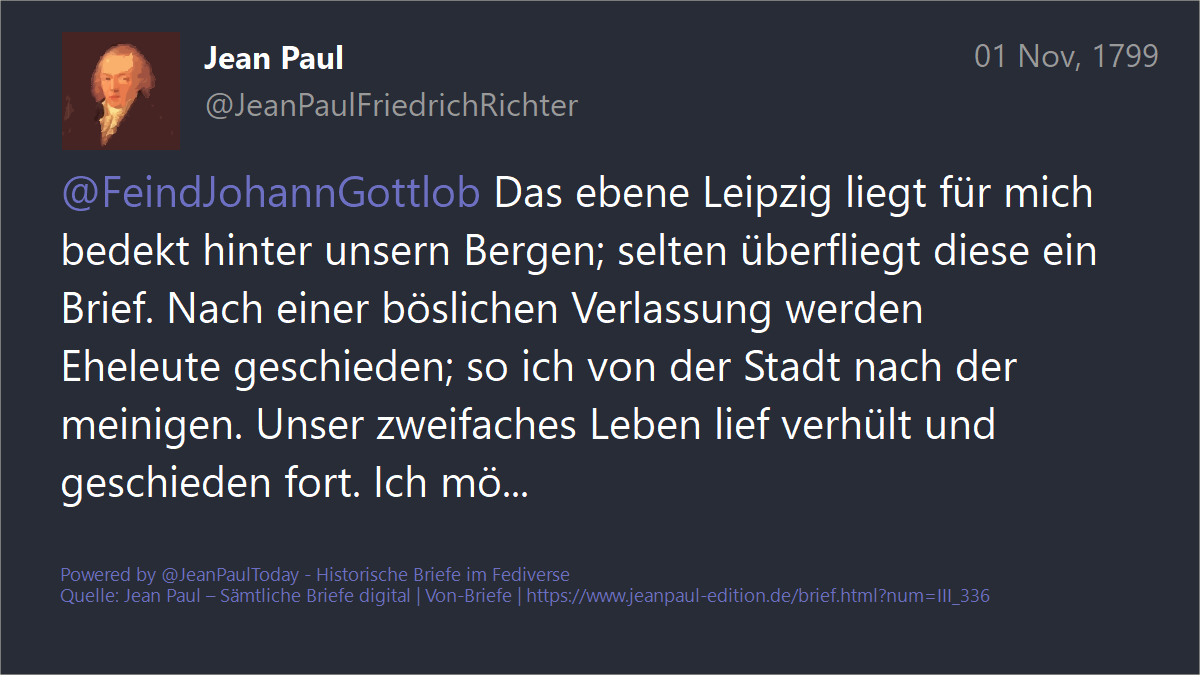 Jean Paul
01 Nov, 1799
@JeanPaulFriedrichRichter
@FeindJohannGottlob Das ebene Leipzig liegt für mich
bedekt hinter unsern Bergen; selten überfliegt diese ein
Brief. Nach einer böslichen Verlassung werden
Eheleute geschieden; so ich von der Stadt nach der
meinigen. Unser zweifaches Leben lief verhült und
geschieden fort. Ich mö...
Powered by @JeanPaulToday - Historische Briefe im Fediverse
Quelle: Jean Paul – Sämtliche Briefe digital | Von-Briefe | https://www.jeanpaul-edition.de/brief.html?num=III_336